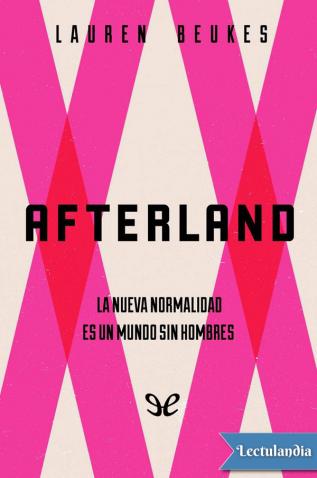 LAUREN BEUKES
AFTERLAND
LA NUEVA NORMALIDAD
ES UN MUNDO SIN HOMBRES
Lectulandia